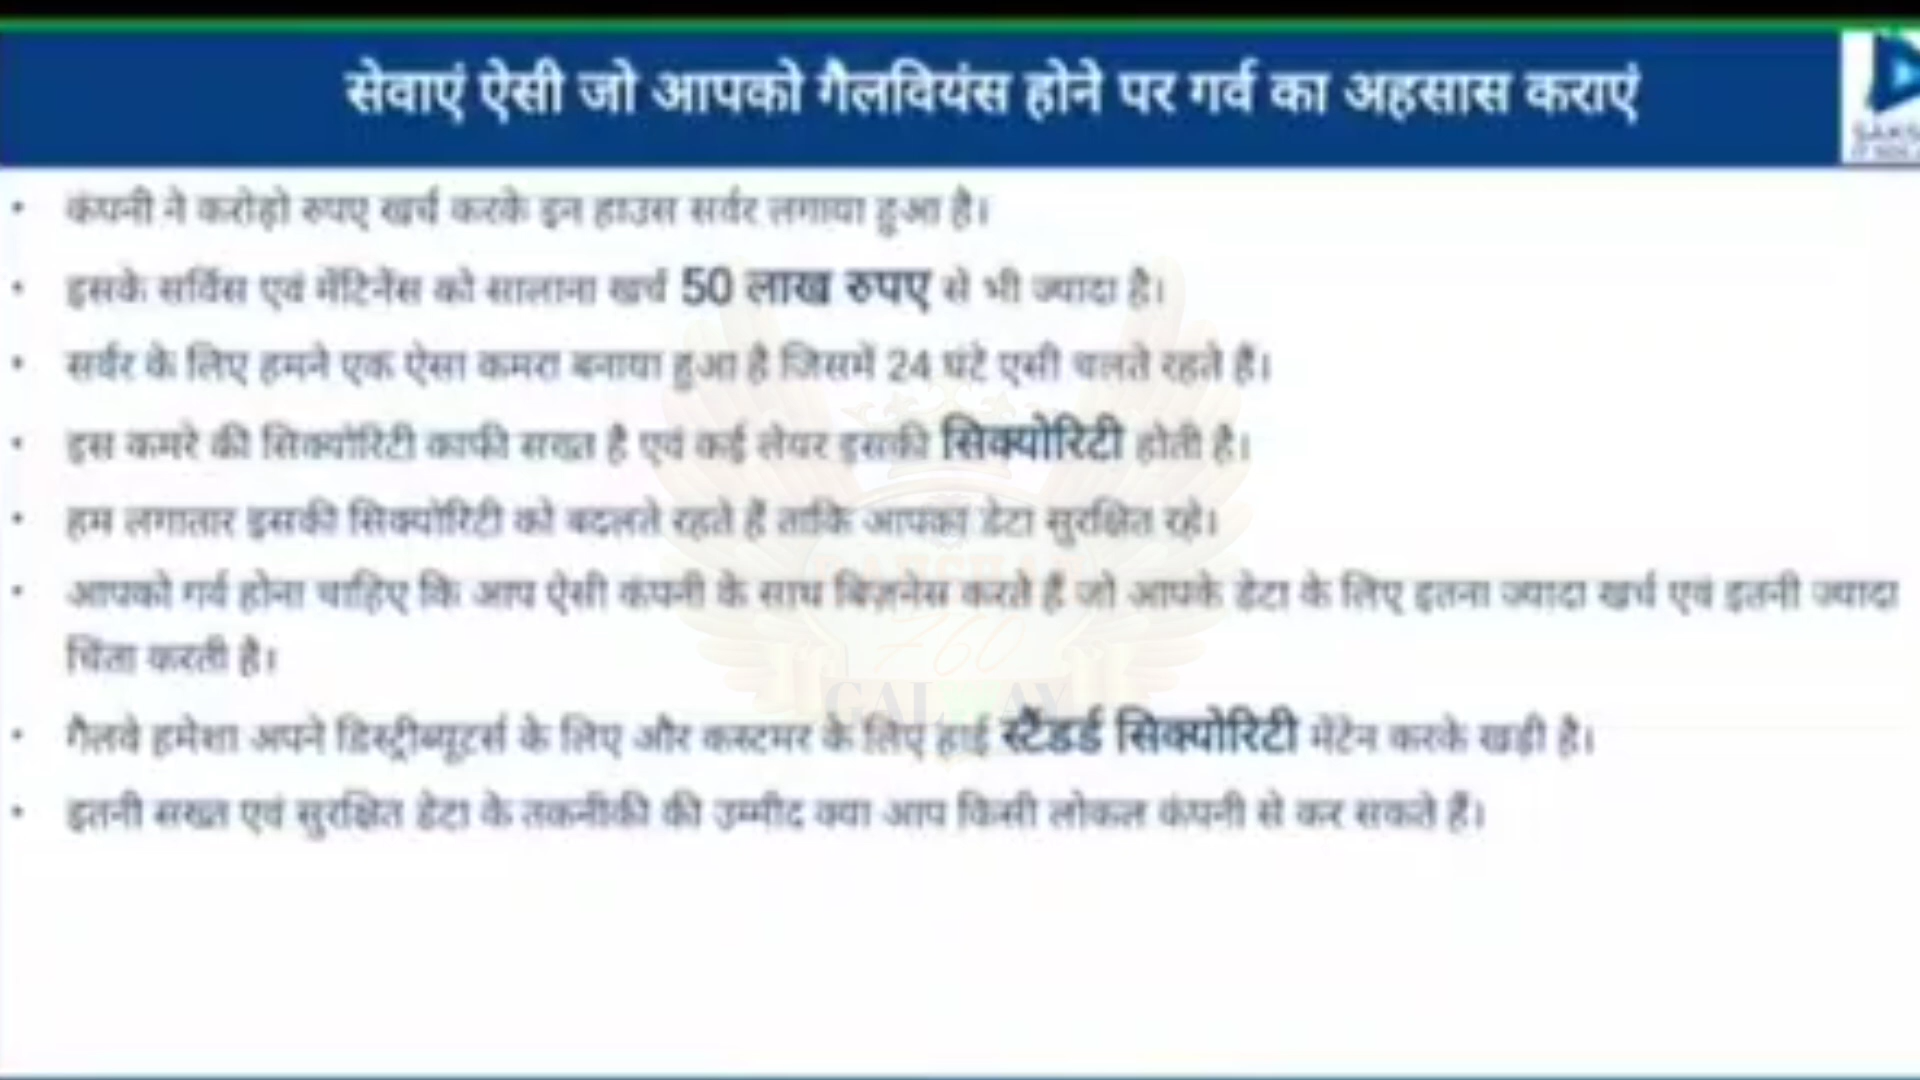 सेवाएं ऐसी जो आपको गैलवियंस होने पर गर्व का अहसास कराएं
• कंपनी ने करोड़ो रुपए खर्च करके इन हाउस सर्वर लगाया हुआ है।
• इसके सर्विस एवं मेंटिनेंस को सालाना खर्च 50 लाख रुपए से भी ज्यादा है।
• सर्वर के लिए हमने एक ऐसा कमरा बनाया हुआ है जिसमें 24 घंटे एसी चलते रहते हैं।
• इस कमरे की सिक्योरिटी काफी सख्त है एवं कई लेयर इसकी सिक्योरिटी होती है।
• हम लगातार इसकी सिक्योरिटी को बदलते रहते हैं ताकि आपका डेटा सुरक्षित रहे।
• आपको गर्व होना चाहिए कि आप ऐसी कंपनी के साथ बिज़नेस करते हैं जो आपके डेटा के लिए इतना ज्यादा खर्च एवं इतनी ज्यादा
चिंता करती है।
• गैलवे हमेशा अपने डिस्ट्रीब्यूटर्स के लिए और कस्टमर के लिए हाई स्टैंडर्ड सिक्योरिटी मेंटेन करके खड़ी है।
• इतनी सख्त एवं सुरक्षित डेटा के तकनीकी की उम्मीद क्या आप किसी लोकल कंपनी से कर सकते हैं।